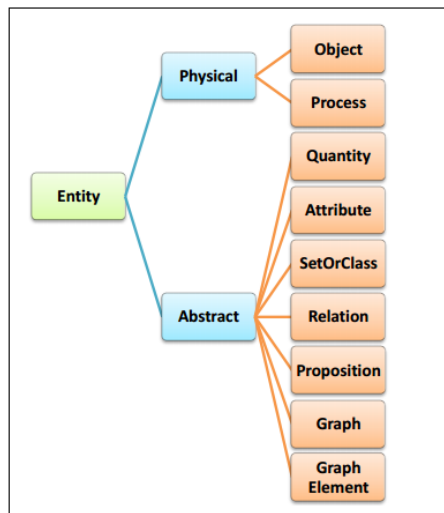 Object
Physical
Process
Quantity
Entity
Attribute
SetOrClass
Abstract
Relation
Proposition
Graph
Graph
Element